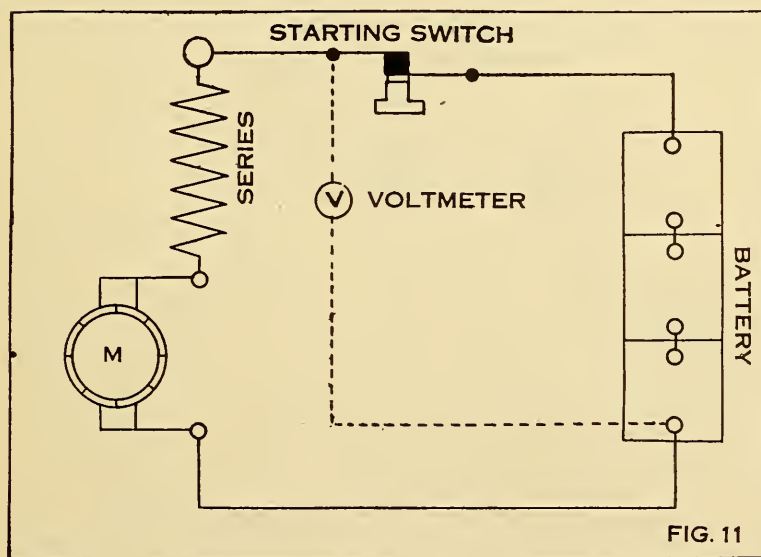 STARTING SWITCH
SERIES
V
VOLTMETER
BATTERY
M
FIG. 11